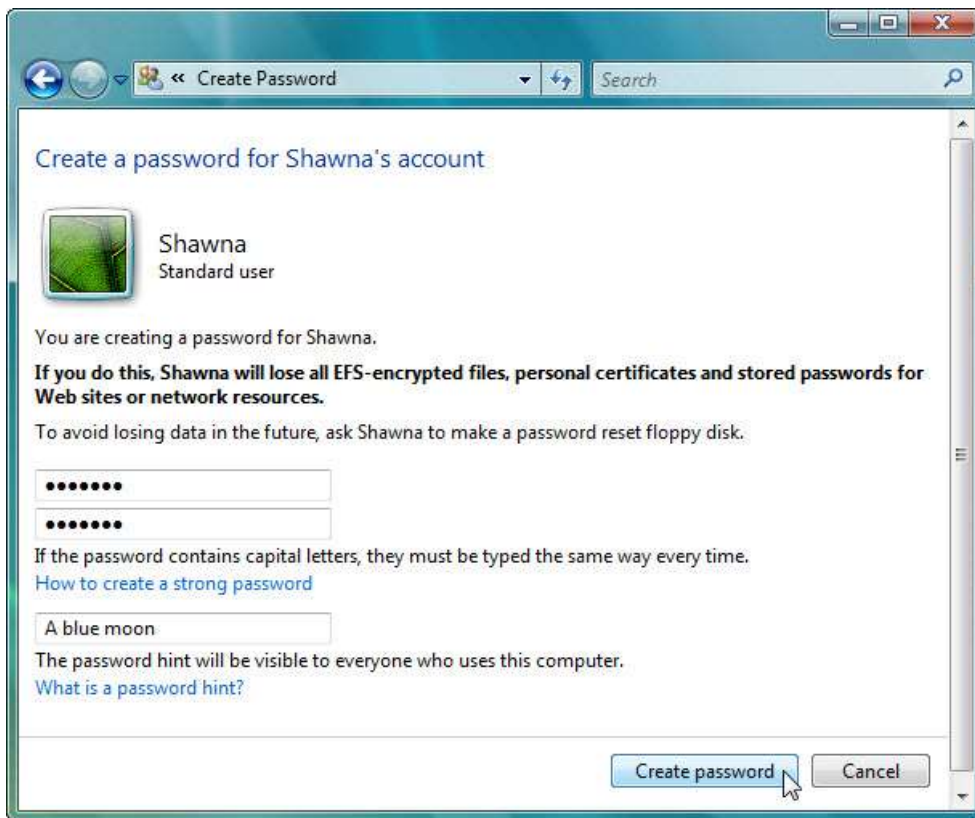 « Create Password
Search
Create a password for Shawna's account
Shawna
Standard user
You are creating a password for Shawna.
If you do this, Shawna will lose all EFS-encrypted files, personal certificates and stored passwords for
Web sites or network resources.
To avoid losing data in the future, ask Shawna to make a password reset floppy disk.
●●●●●●●
●●●●●●●
If the password contains capital letters, they must be typed the same way every time.
How to create a strong password
A blue moon
The password hint will be visible to everyone who uses this computer.
What is a password hint?
Create password
Cancel